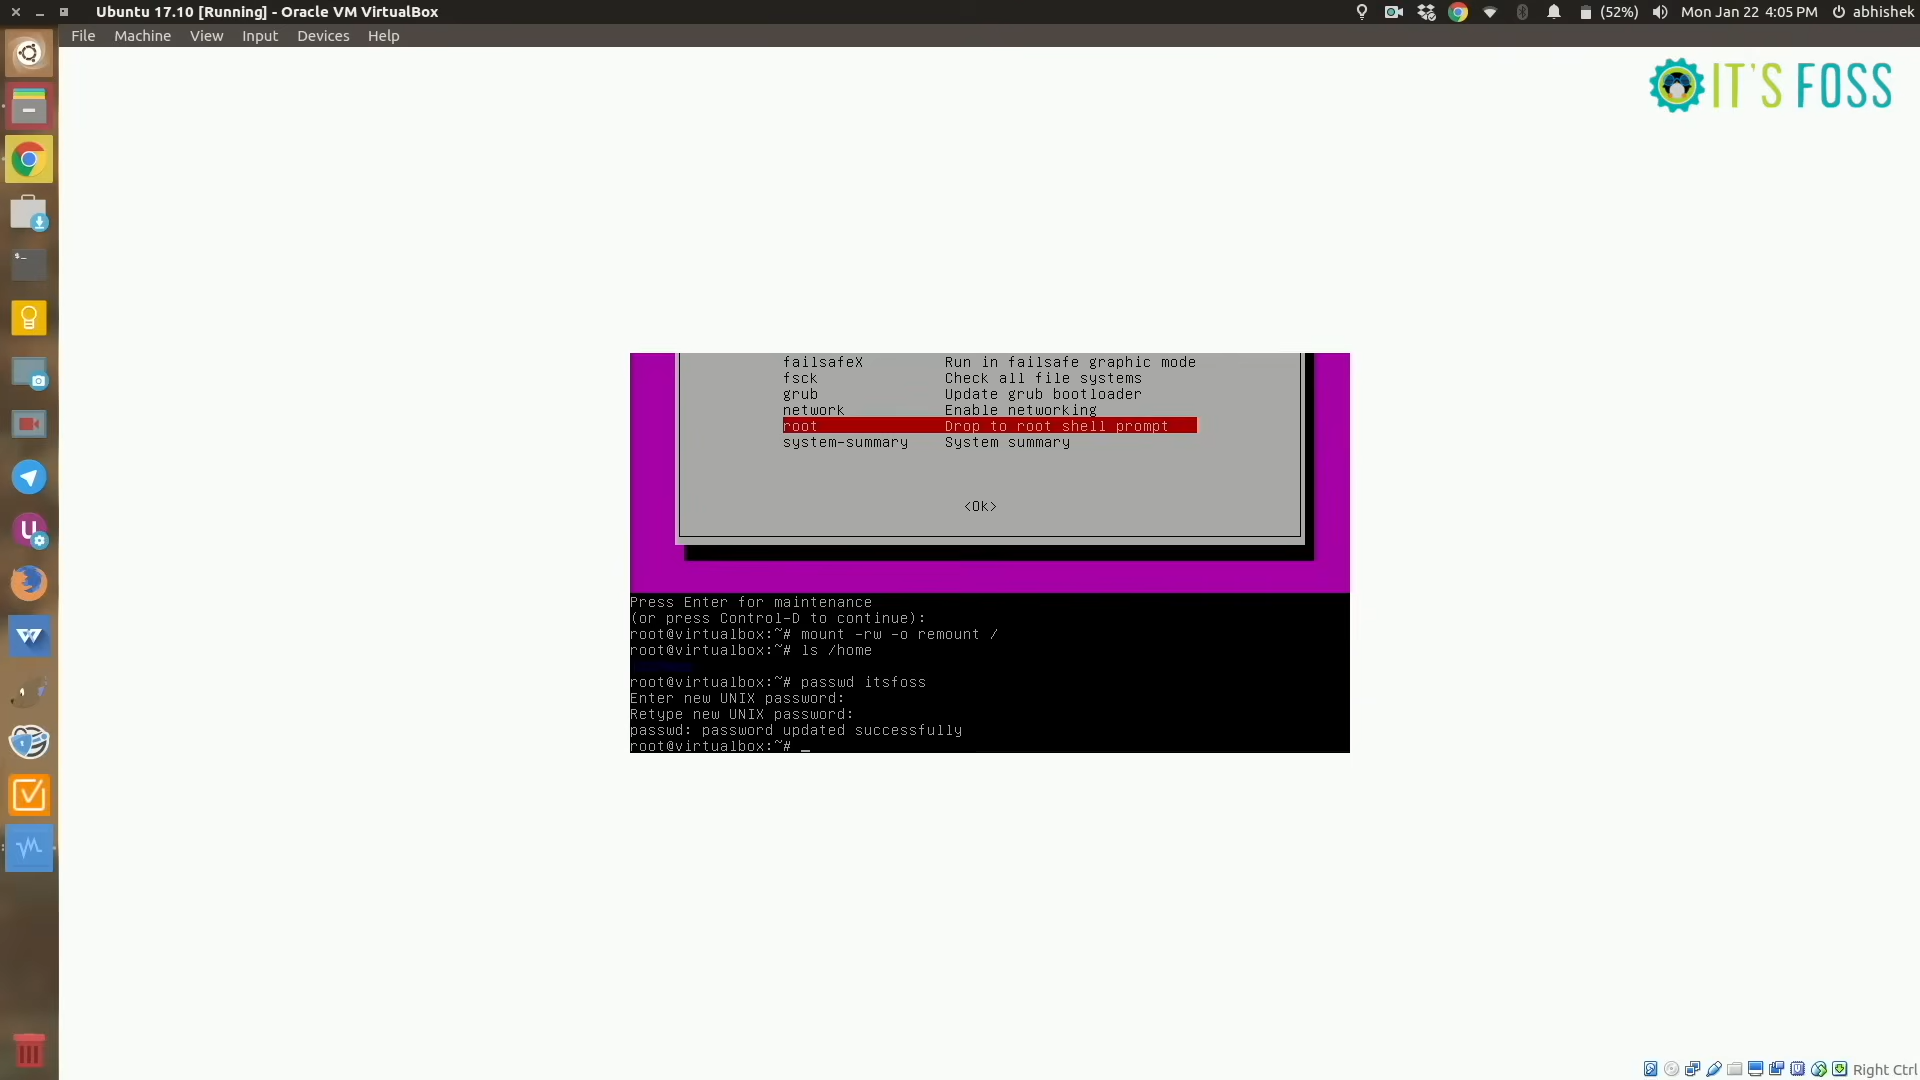 Ubuntu 17.10 [Running] - Oracle VM VirtualBox
(52%) Mon Jan 22 4:05 PM abhishek
File Machine View Input Devices Help
IT'S FOSS
failsafeX Run in failsafe graphic mode
fsck Check all file systems
grub Update grub bootloader
network Enable networking
root Drop to root shell prompt
system-summary System summary
<Ok>
Press Enter for maintenance
(or press Control-D to continue):
root@virtualbox:~# mount -rw -o remount /
root@virtualbox:~# ls /home
root@virtualbox:~# passwd itsfoss
Enter new UNIX password:
Retype new UNIX password:
passwd: password updated successfully
root@virtualbox:~# _
Right Ctrl